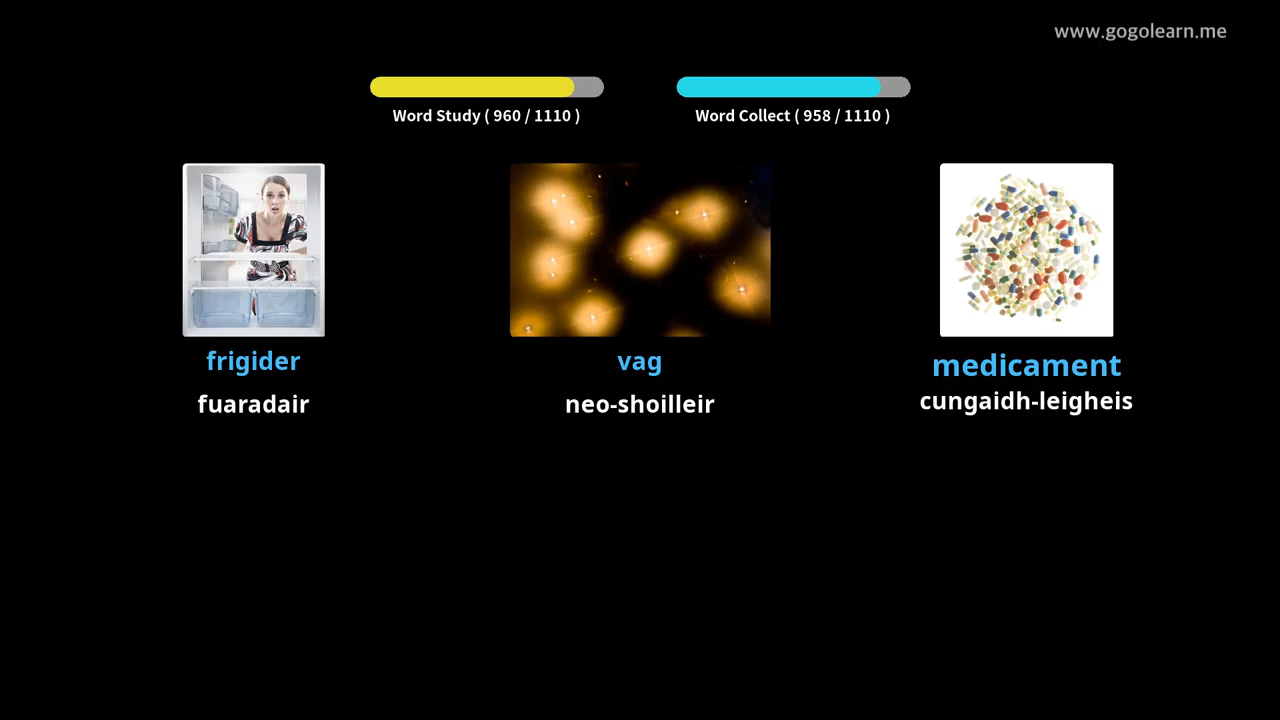 www.gogolearn.me
Word Study ( 960 / 1110 )
Word Collect ( 958 / 1110 )
frigider
vag
medicament
fuaradair
neo-shoilleir
cungaidh-leigheis